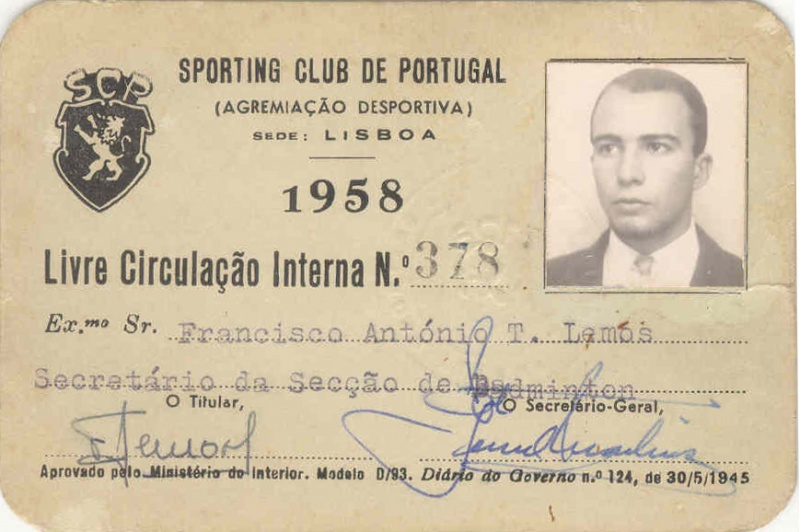 SCP
SPORTING CLUB DE PORTUGAL
(AGREMIAÇÃO DESPORTIVA)
SEDE: LISBOA
1958
Livre Circulação Interna N.º 378
Ex.mo Sr. Francisco António T. Lemos
Secretário da Secção de Badminton
O Titular,
O Secretário-Geral,
Aprovado pelo Ministério do Interior. Modelo D/93. Diário do Governo n.º 124, de 30/5/1945